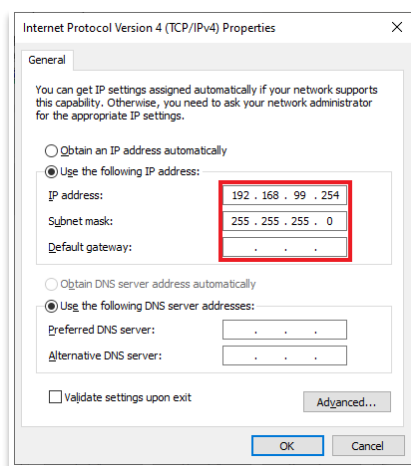 Internet Protocol Version 4 (TCP/IPv4) Properties
General
You can get IP settings assigned automatically if your network supports
this capability. Otherwise, you need to ask your network administrator
for the appropriate IP settings.
Obtain an IP address automatically
Use the following IP address:
IP address: 192 . 168 . 99 . 254
Subnet mask: 255 . 255 . 255 . 0
Default gateway: . . .
Obtain DNS server address automatically
Use the following DNS server addresses:
Preferred DNS server: . . .
Alternative DNS server: . . .
Validate settings upon exit
Advanced...
OK Cancel